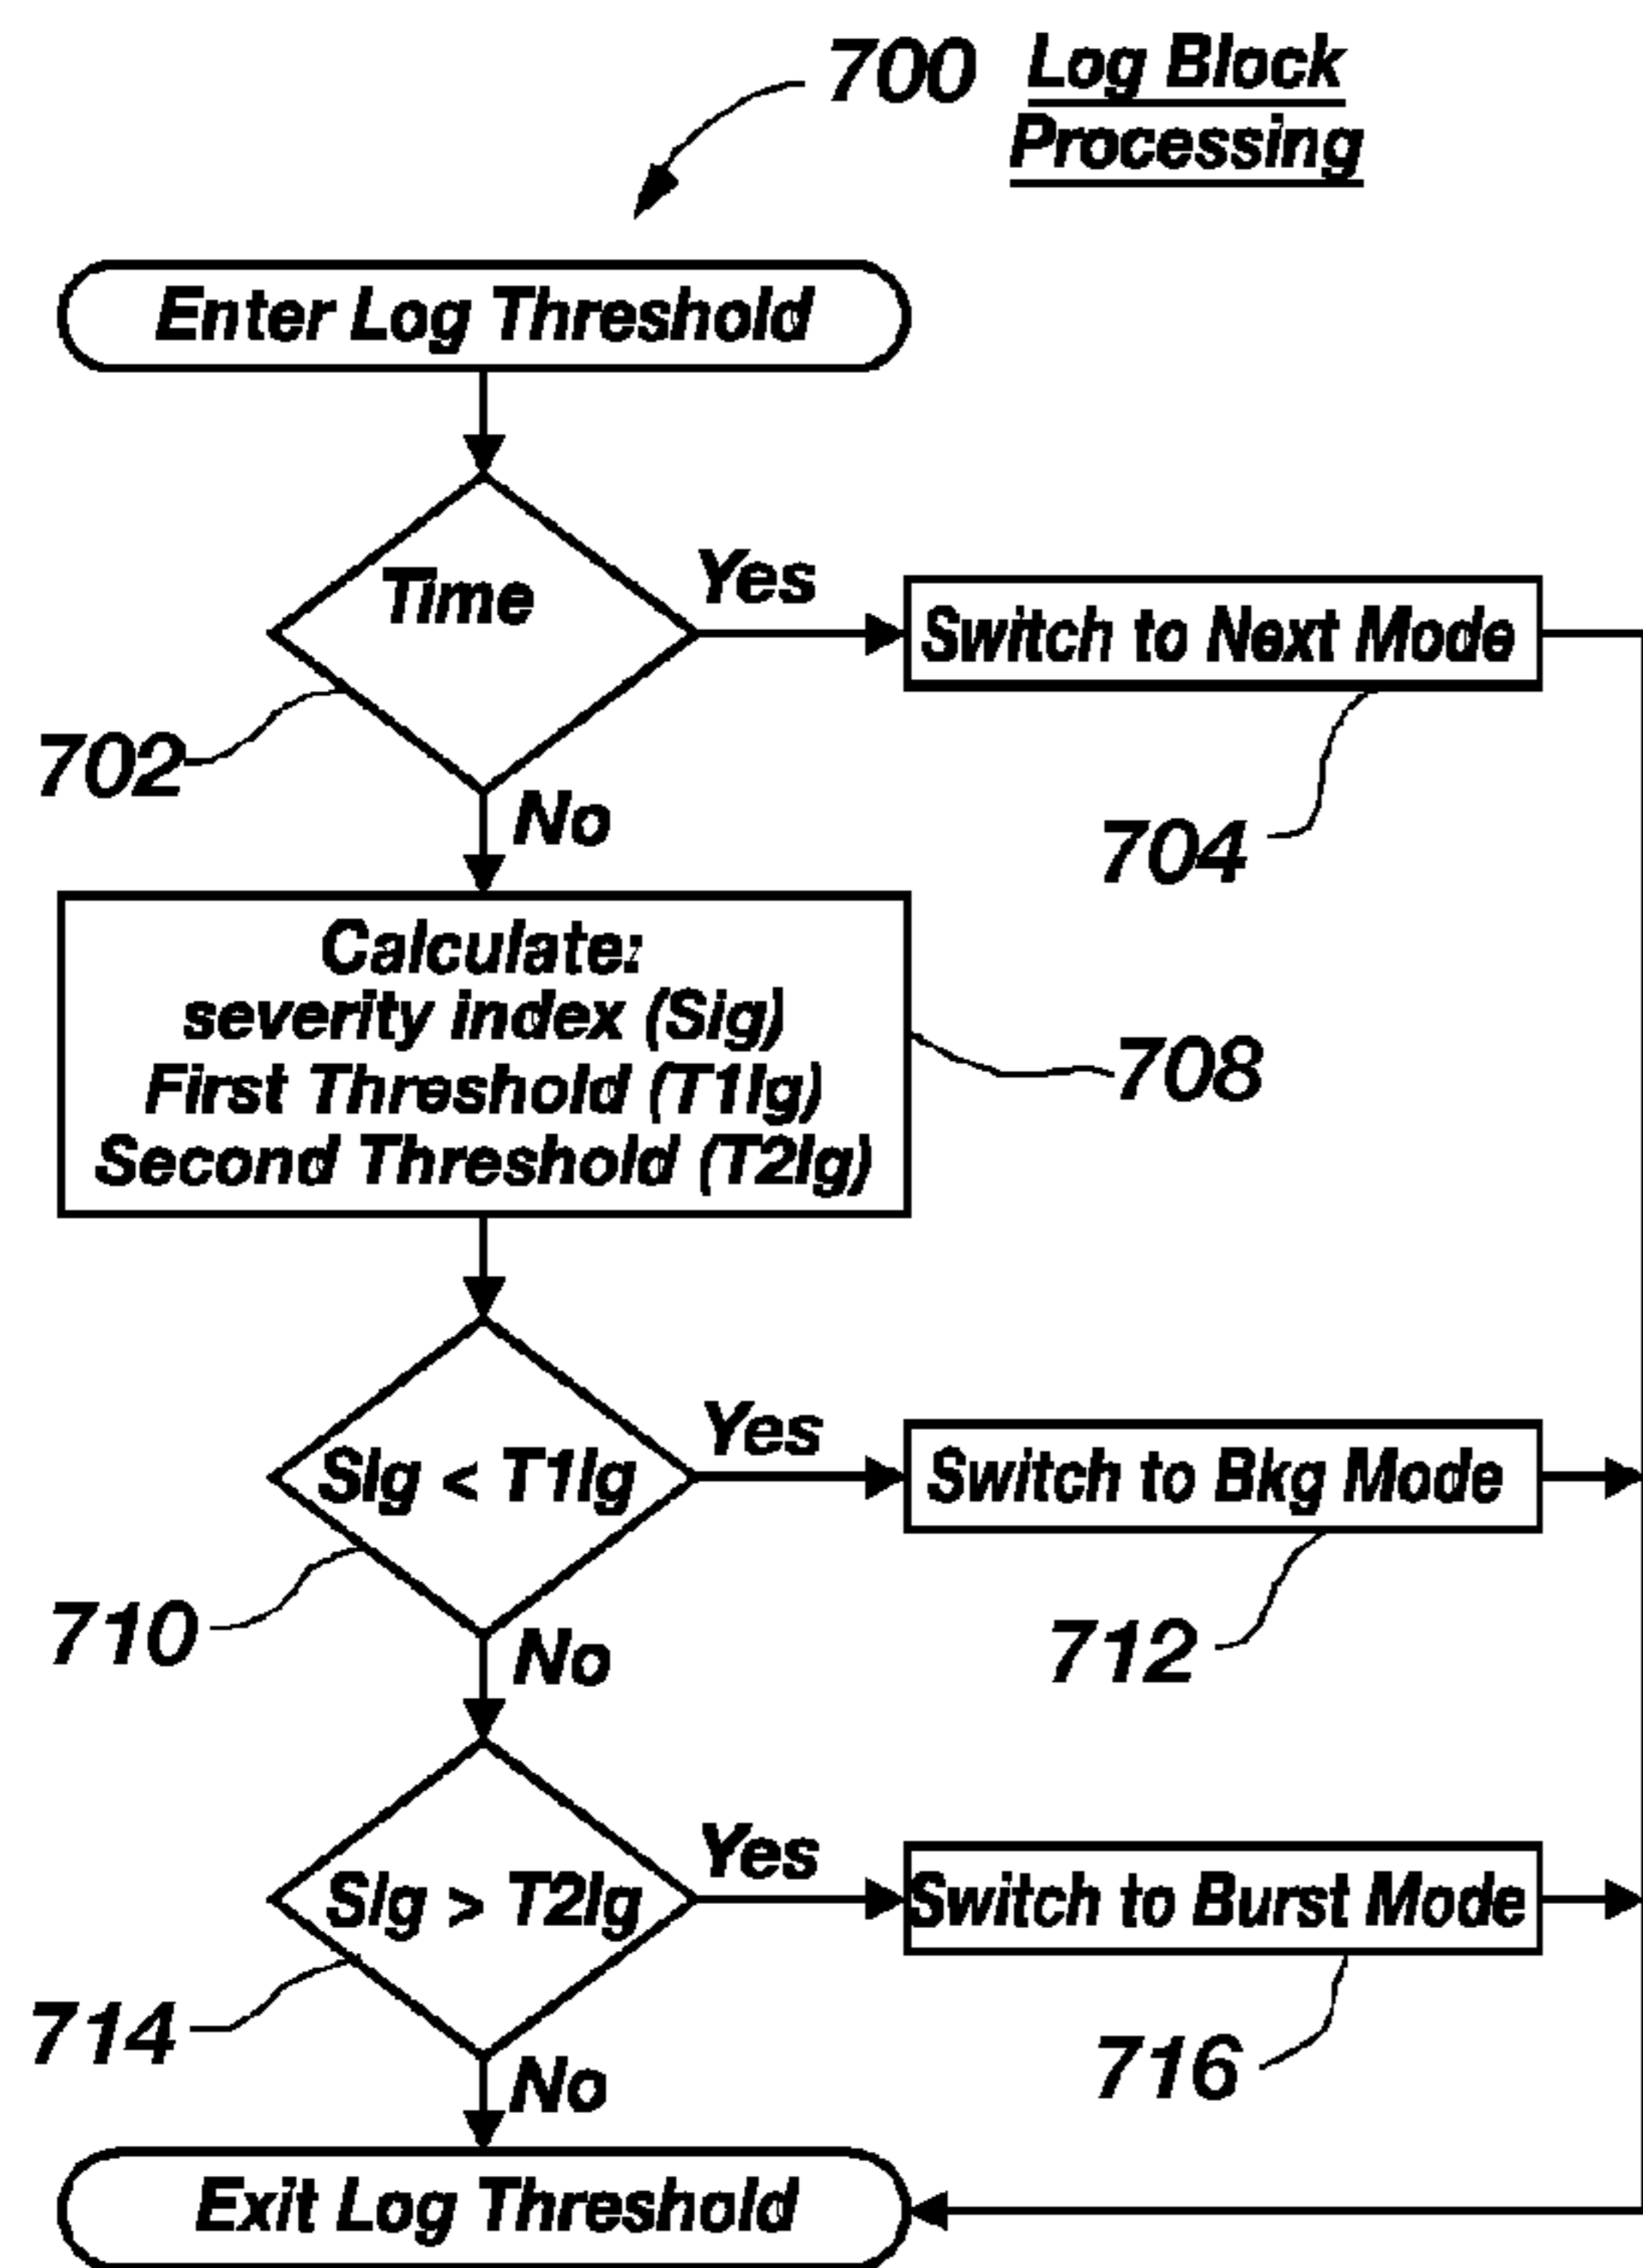 700 Log Block
Processing
Enter Log Threshold
Time
Yes
Switch to Next Mode
702
704
No
Calculate:
severity index (Slg)
First Threshold (T1lg)
Second Threshold (T2lg)
708
Slg < T1lg
Yes
Switch to Bkg Mode
710
712
No
Slg > T2lg
Yes
Switch to Burst Mode
714
716
No
Exit Log Threshold